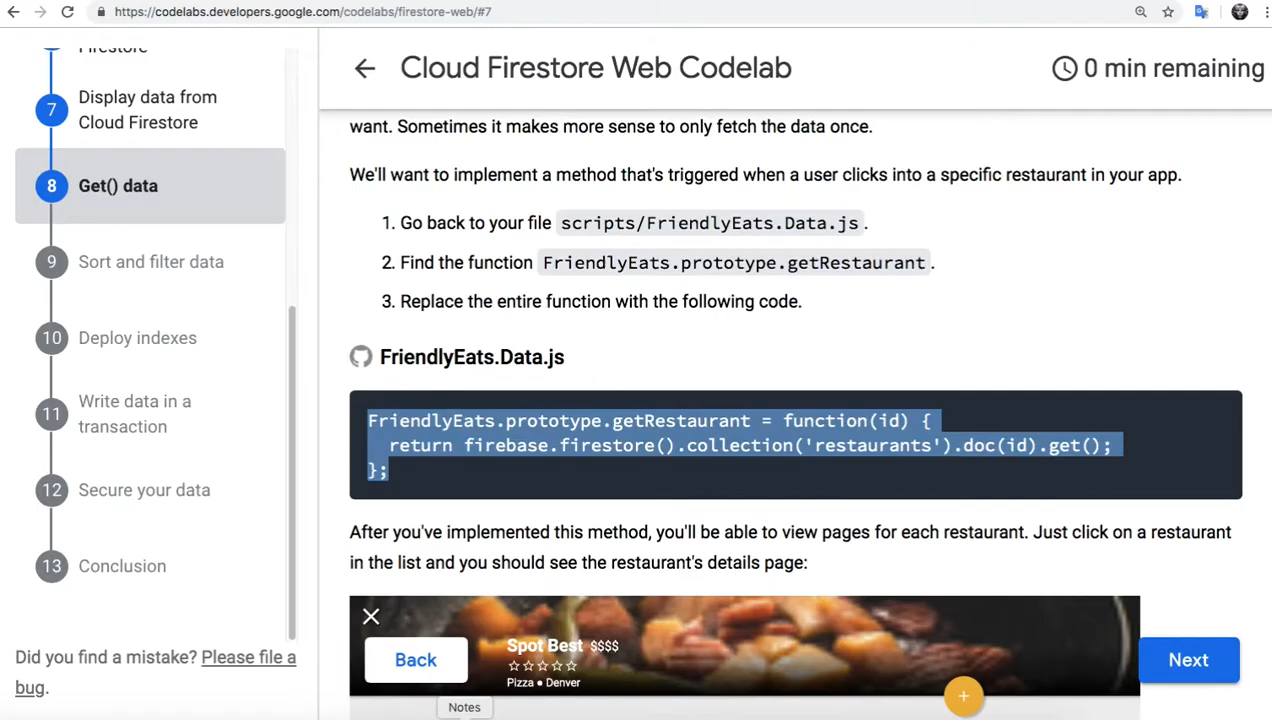 https://codelabs.developers.google.com/codelabs/firestore-web/#7
Firestore
7
Display data from
Cloud Firestore
8
Get() data
9
Sort and filter data
10
Deploy indexes
11
Write data in a
transaction
12
Secure your data
13
Conclusion
Did you find a mistake? Please file a
bug.
Cloud Firestore Web Codelab
0 min remaining
want. Sometimes it makes more sense to only fetch the data once.
We'll want to implement a method that's triggered when a user clicks into a specific restaurant in your app.
1. Go back to your file scripts/FriendlyEats.Data.js.
2. Find the function FriendlyEats.prototype.getRestaurant.
3. Replace the entire function with the following code.
FriendlyEats.Data.js
FriendlyEats.prototype.getRestaurant = function(id) {
return firebase.firestore().collection('restaurants').doc(id).get();
};
After you've implemented this method, you'll be able to view pages for each restaurant. Just click on a restaurant
in the list and you should see the restaurant's details page:
Back
Spot Best $$$$
Pizza ● Denver
Next
Notes